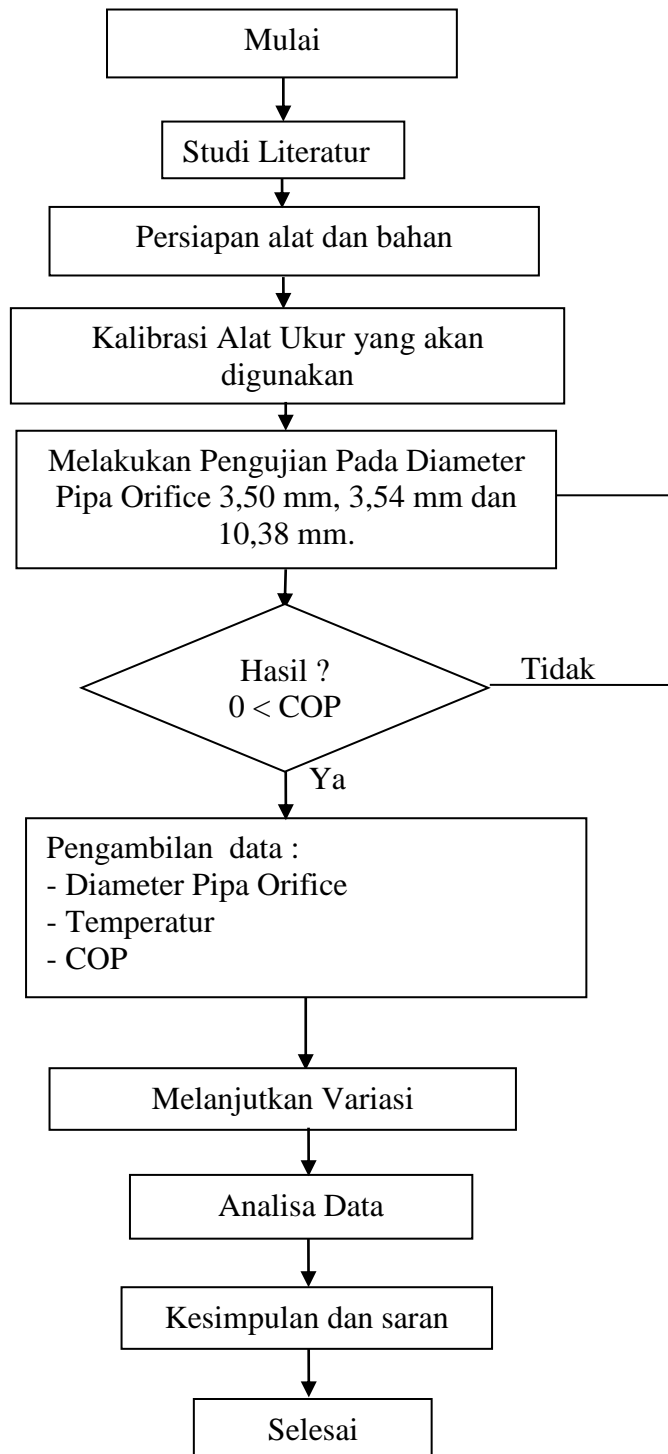 Mulai
Studi Literatur
Persiapan alat dan bahan
Kalibrasi Alat Ukur yang akan
digunakan
Melakukan Pengujian Pada Diameter
Pipa Orifice 3,50 mm, 3,54 mm dan
10,38 mm.
Hasil ?
0 < COP
Tidak
Ya
Pengambilan data :
- Diameter Pipa Orifice
- Temperatur
- COP
Melanjutkan Variasi
Analisa Data
Kesimpulan dan saran
Selesai